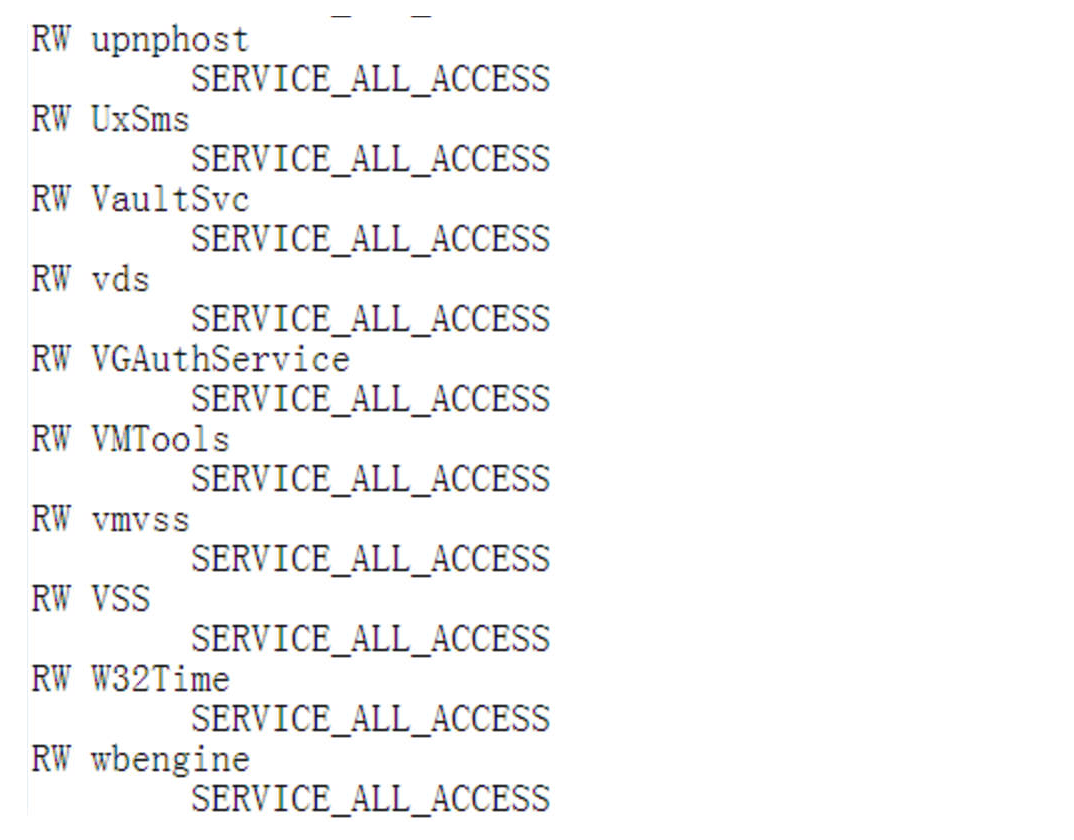 RW upnphost
SERVICE_ALL_ACCESS
RW UxSms
SERVICE_ALL_ACCESS
RW VaultSvc
SERVICE_ALL_ACCESS
RW vds
SERVICE_ALL_ACCESS
RW VGAuthService
SERVICE_ALL_ACCESS
RW VMTools
SERVICE_ALL_ACCESS
RW vmvss
SERVICE_ALL_ACCESS
RW VSS
SERVICE_ALL_ACCESS
RW W32Time
SERVICE_ALL_ACCESS
RW wbengine
SERVICE_ALL_ACCESS